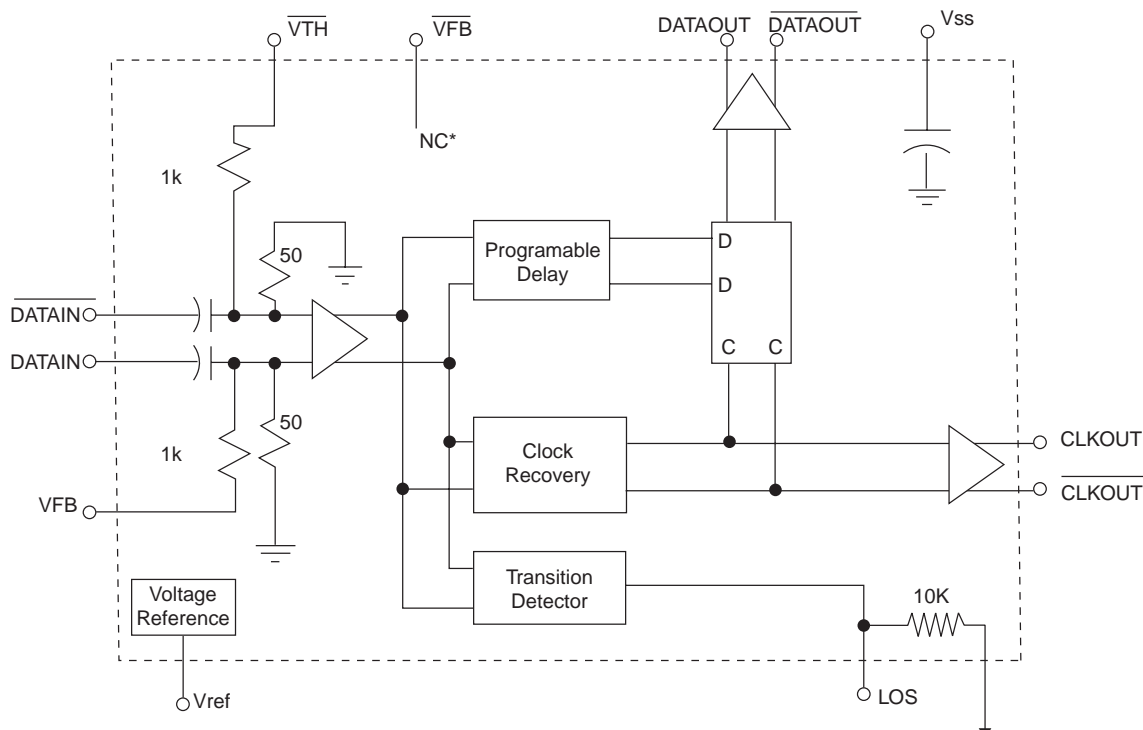 VTH
VFB
DATAOUT
DATAOUT
Vss
NC*
1k
50
Programable
Delay
D
D
C
C
DATAIN
DATAIN
50
1k
VFB
Clock
Recovery
CLKOUT
CLKOUT
Voltage
Reference
Transition
Detector
10K
Vref
LOS